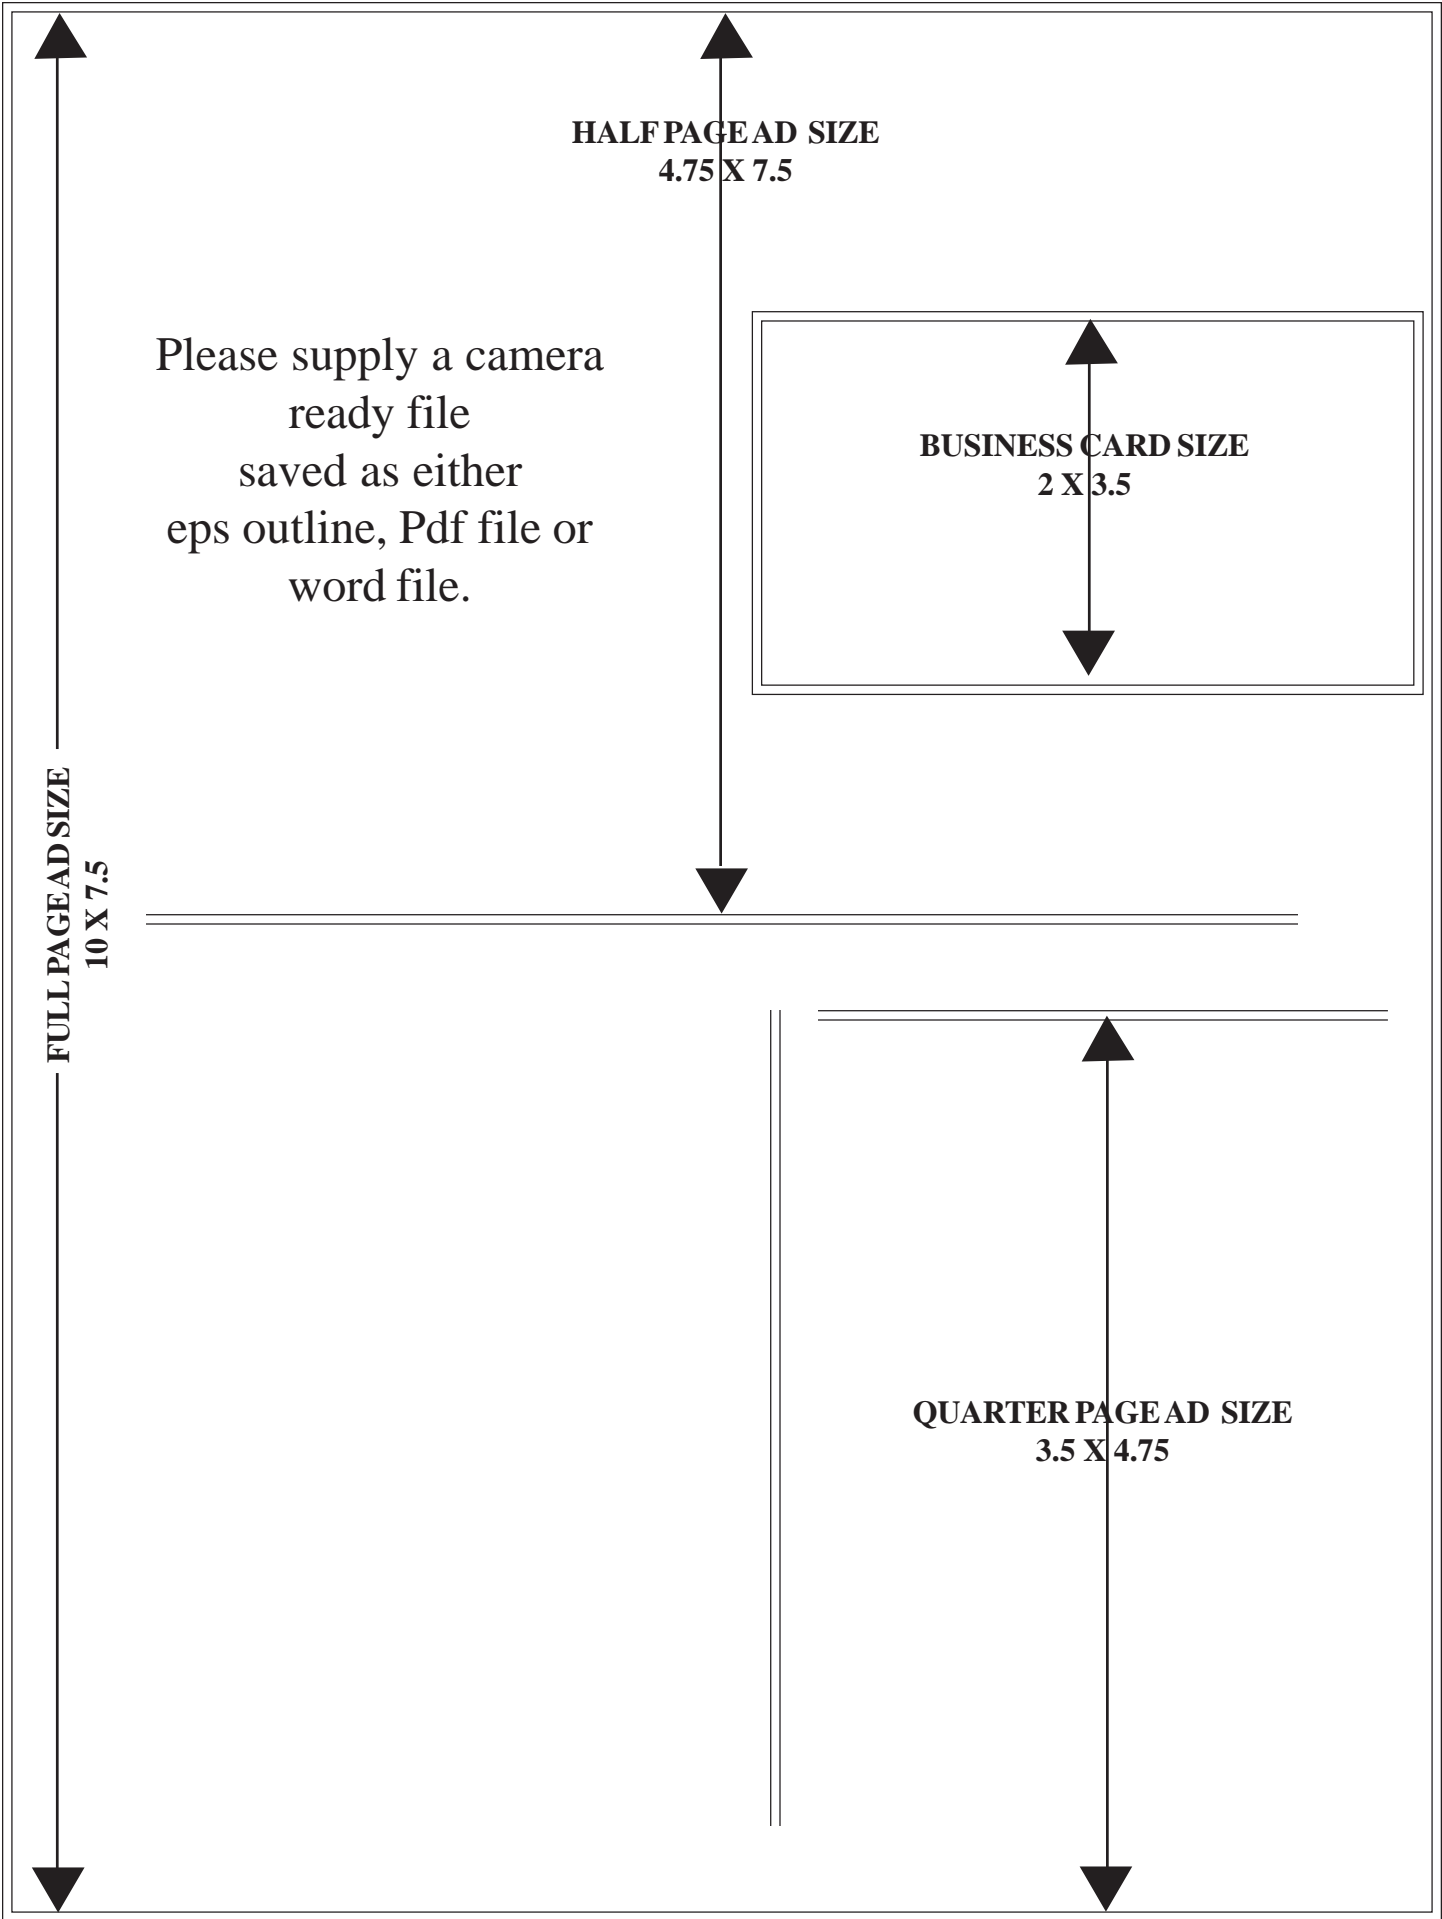 HALF PAGE AD SIZE
4.75 X 7.5
Please supply a camera
ready file
saved as either
eps outline, Pdf file or
word file.
BUSINESS CARD SIZE
2 X 3.5
FULL PAGE AD SIZE
10 X 7.5
QUARTER PAGE AD SIZE
3.5 X 4.75